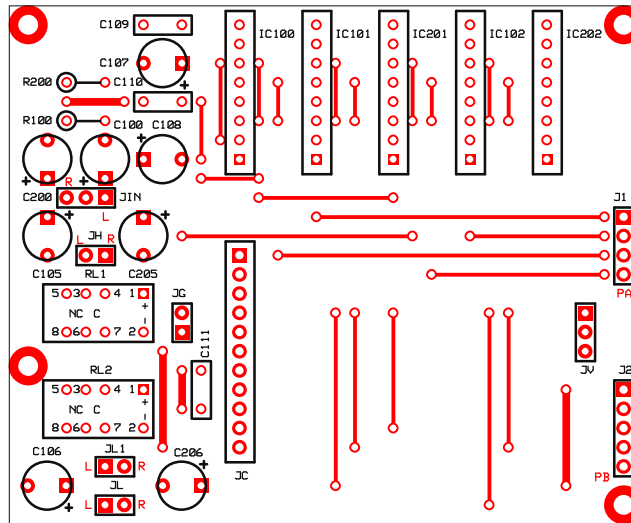 C109
IC100 IC101 IC201 IC102 IC202
C107
+
R200 C110
R100 C100 C108 +
+ + R
C200 JIN J1
L
+ +
L JH R
C105 RL1 C205
5 3 4 1 JG PA
+
NC C
-
8 6 7 2
C111
JV J2
RL2
5 3 4 1
+
NC C
-
8 6 7 2
C106 JL1 C206
L R +
JC PB
JL
L R
+